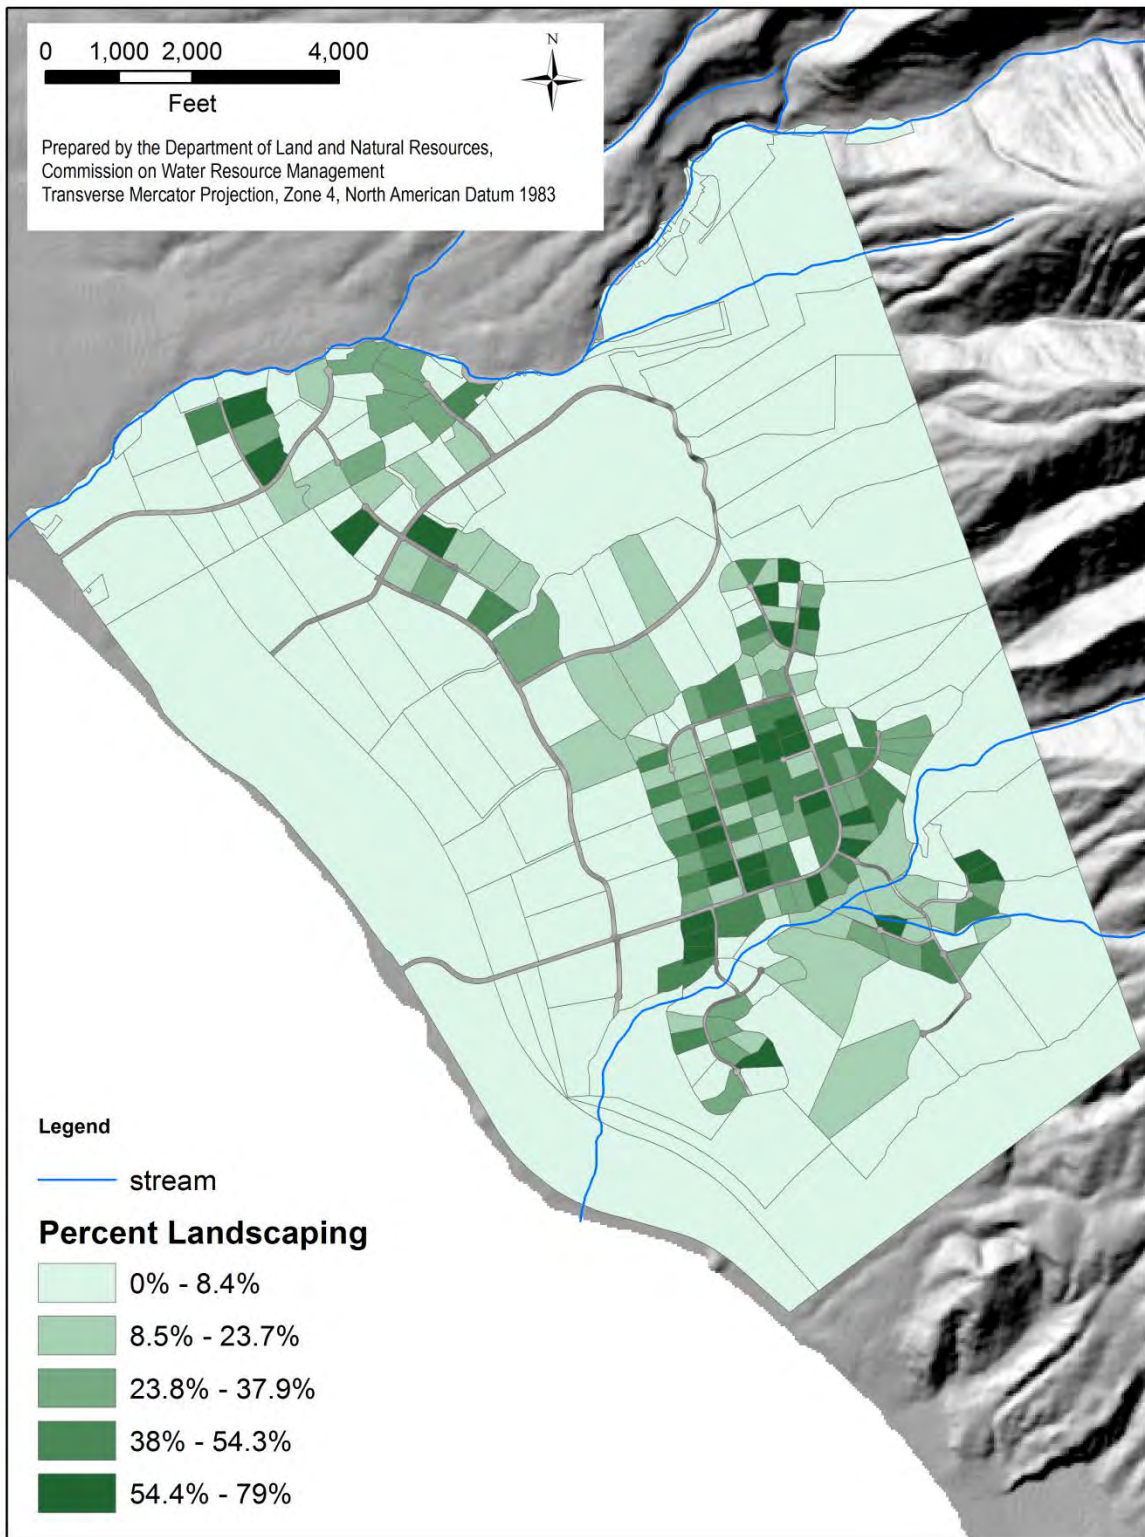 0 1,000 2,000 4,000
Feet
N
Prepared by the Department of Land and Natural Resources,
Commission on Water Resource Management
Transverse Mercator Projection, Zone 4, North American Datum 1983
Legend
stream
Percent Landscaping
0% - 8.4%
8.5% - 23.7%
23.8% - 37.9%
38% - 54.3%
54.4% - 79%